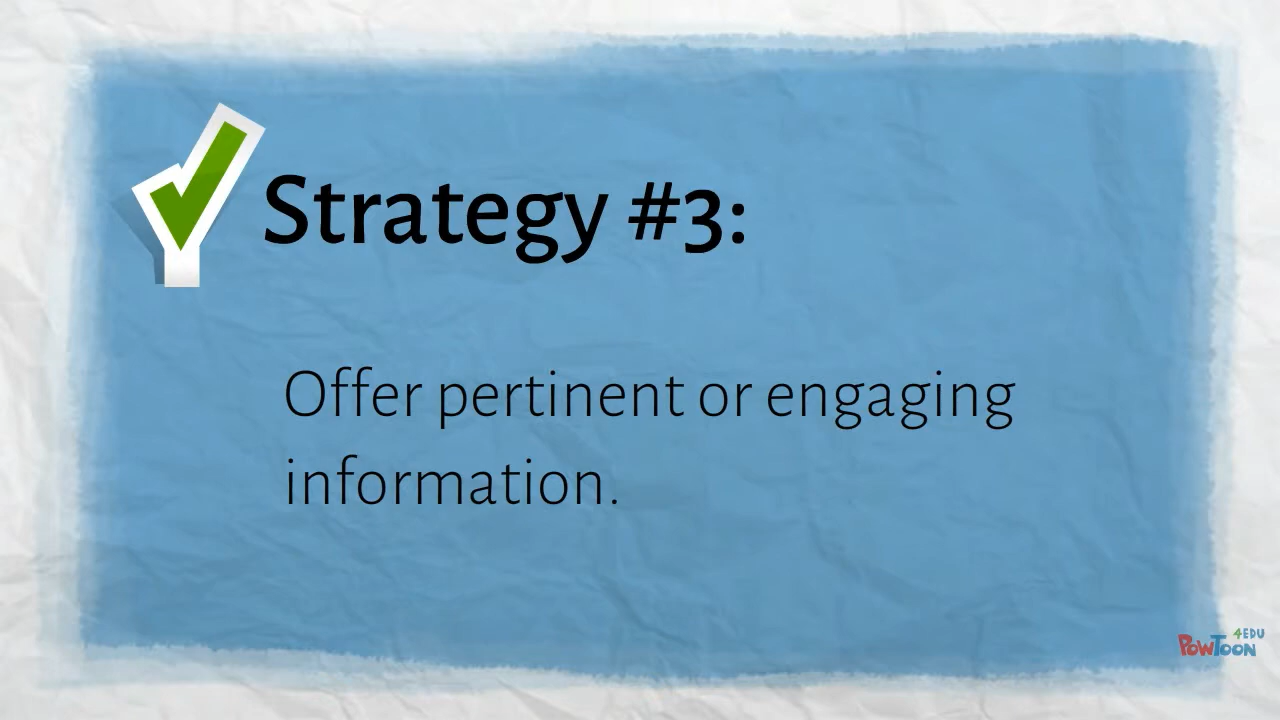 Strategy #3:
Offer pertinent or engaging
information.
4EDU
POWTOON